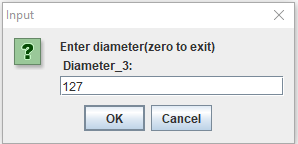 Input
Enter diameter(zero to exit)
Diameter_3:
127
OK Cancel